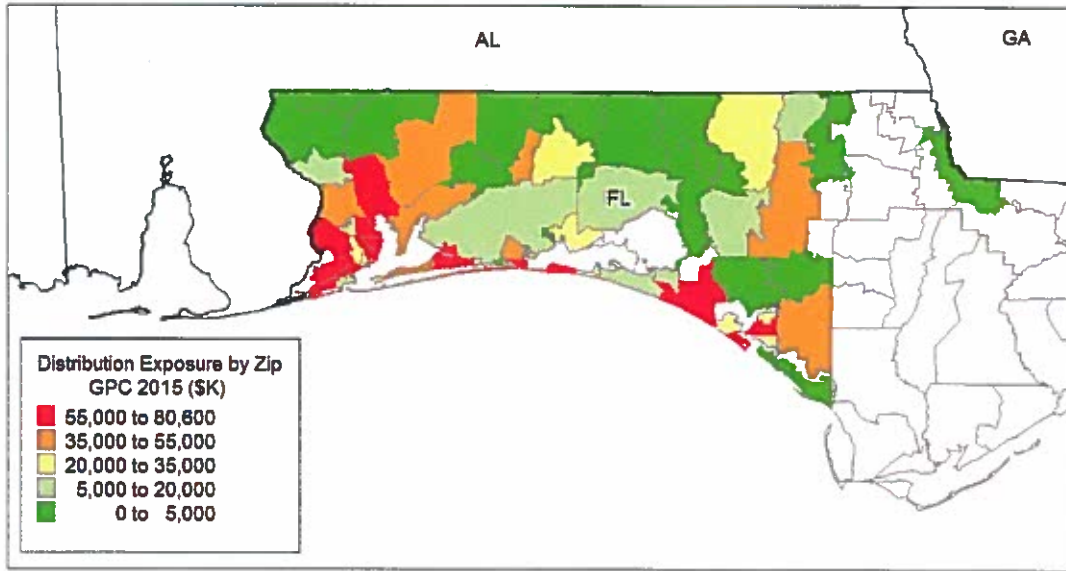 AL
GA
FL
Distribution Exposure by Zip
GPC 2015 ($K)
55,000 to 80,600
35,000 to 55,000
20,000 to 35,000
5,000 to 20,000
0 to 5,000